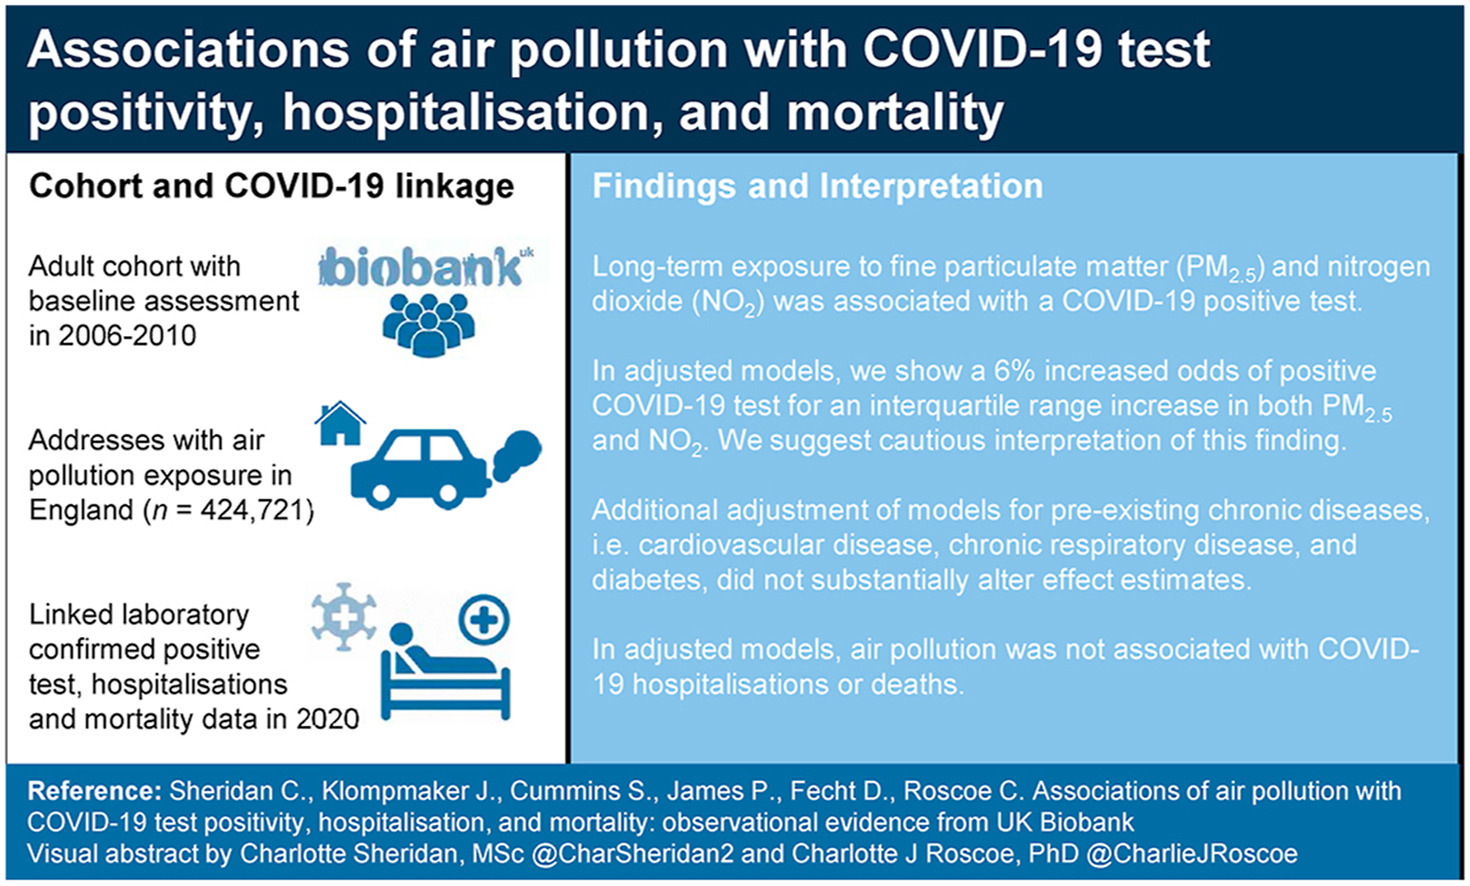 Associations of air pollution with COVID-19 test
positivity, hospitalisation, and mortality
Cohort and COVID-19 linkage
Adult cohort with
baseline assessment
in 2006-2010
biobank uk
Addresses with air
pollution exposure in
England (n = 424,721)
Linked laboratory
confirmed positive
test, hospitalisations
and mortality data in 2020
Findings and Interpretation
Long-term exposure to fine particulate matter (PM2.5) and nitrogen
dioxide (NO2) was associated with a COVID-19 positive test.
In adjusted models, we show a 6% increased odds of positive
COVID-19 test for an interquartile range increase in both PM2.5
and NO2. We suggest cautious interpretation of this finding.
Additional adjustment of models for pre-existing chronic diseases,
i.e. cardiovascular disease, chronic respiratory disease, and
diabetes, did not substantially alter effect estimates.
In adjusted models, air pollution was not associated with COVID-
19 hospitalisations or deaths.
Reference: Sheridan C., Klompmaker J., Cummins S., James P., Fecht D., Roscoe C. Associations of air pollution with
COVID-19 test positivity, hospitalisation, and mortality: observational evidence from UK Biobank
Visual abstract by Charlotte Sheridan, MSc @CharSheridan2 and Charlotte J Roscoe, PhD @CharlieJRoscoe